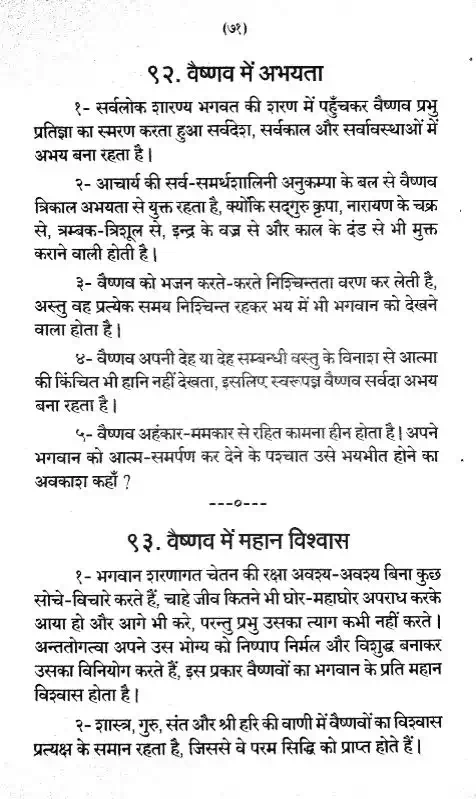 (७१)
९२. वैष्णव में अभयता
१- सर्वलोक शारण्य भगवत की शरण में पहुँचकर वैष्णव प्रभु
प्रतिज्ञा का स्मरण करता हुआ सर्वदेश, सर्वकाल और सर्वावस्थाओं में
अभय बना रहता है।
२- आचार्य की सर्व-समर्थशालिनी अनुकम्पा के बल से वैष्णव
त्रिकाल अभयता से युक्त रहता है, क्योंकि सद्गुरु कृपा, नारायण के चक्र
से, त्रम्बक-त्रिशूल से, इन्द्र के वज्र से और काल के दंड से भी मुक्त
कराने वाली होती है।
३- वैष्णव को भजन करते-करते निश्चिन्तता वरण कर लेती है,
अस्तु वह प्रत्येक समय निश्चिन्त रहकर भय में भी भगवान को देखने
वाला होता है।
४- वैष्णव अपनी देह या देह सम्बन्धी वस्तु के विनाश से आत्मा
की किंचित भी हानि नहीं देखता, इसलिए स्वरूपज्ञ वैष्णव सर्वदा अभय
बना रहता है।
५- वैष्णव अहंकार-ममकार से रहित कामना हीन होता है। अपने
भगवान को आत्म-समर्पण कर देने के पश्चात उसे भयभीत होने का
अवकाश कहाँ ?
---०---
९३. वैष्णव में महान विश्वास
१- भगवान शरणागत चेतन की रक्षा अवश्य-अवश्य बिना कुछ
सोचे-विचारे करते हैं, चाहे जीव कितने भी घोर-महाघोर अपराध करके
आया हो और आगे भी करे, परन्तु प्रभु उसका त्याग कभी नहीं करते।
अन्ततोगत्वा अपने उस भोग्य को निष्पाप निर्मल और विशुद्ध बनाकर
उसका विनियोग करते हैं, इस प्रकार वैष्णवों का भगवान के प्रति महान
विश्वास होता है।
२- शास्त्र, गुरु, संत और श्री हरि की वाणी में वैष्णवों का विश्वास
प्रत्यक्ष के समान रहता है, जिससे वे परम सिद्धि को प्राप्त होते हैं।